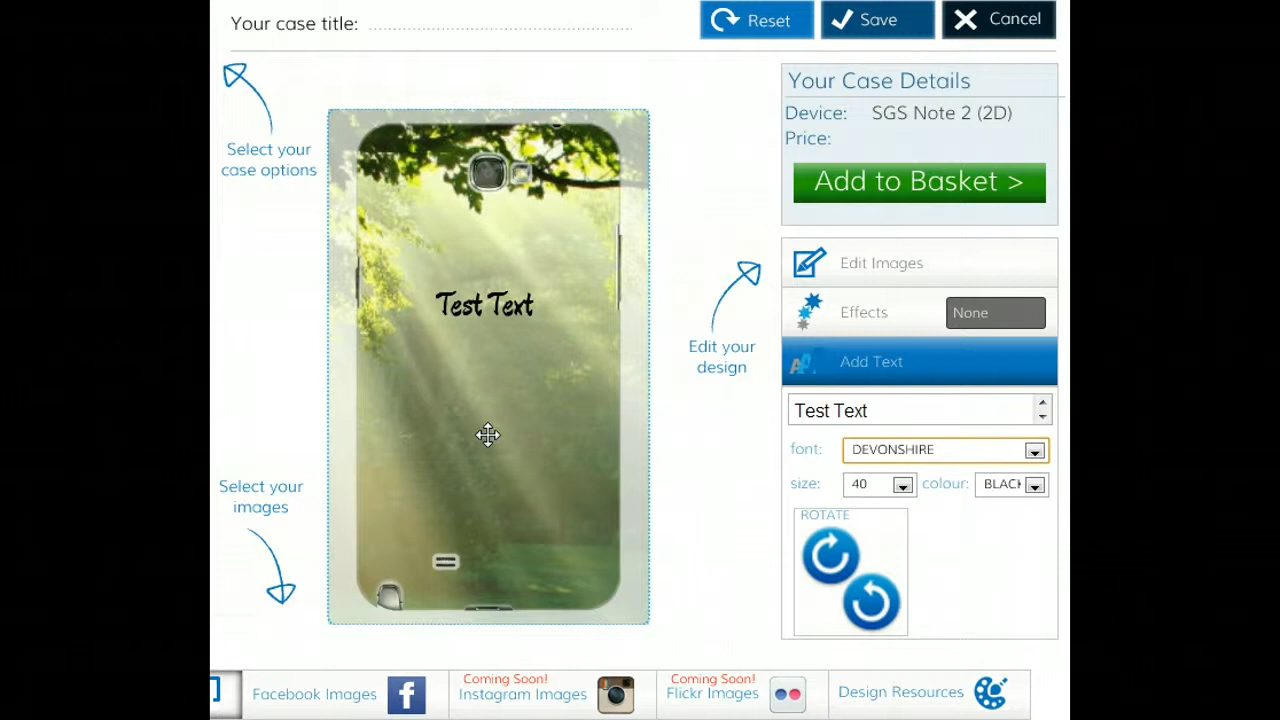 Your case title:
Reset
Save
Cancel
Your Case Details
Device: SGS Note 2 (2D)
Price:
Add to Basket >
Select your
case options
Test Text
Edit Images
Effects None
Edit your
design
Add Text
Test Text
font: DEVONSHIRE
size: 40 colour: BLACK
ROTATE
Select your
images
Facebook Images
Coming Soon!
Instagram Images
Coming Soon!
Flickr Images
Design Resources